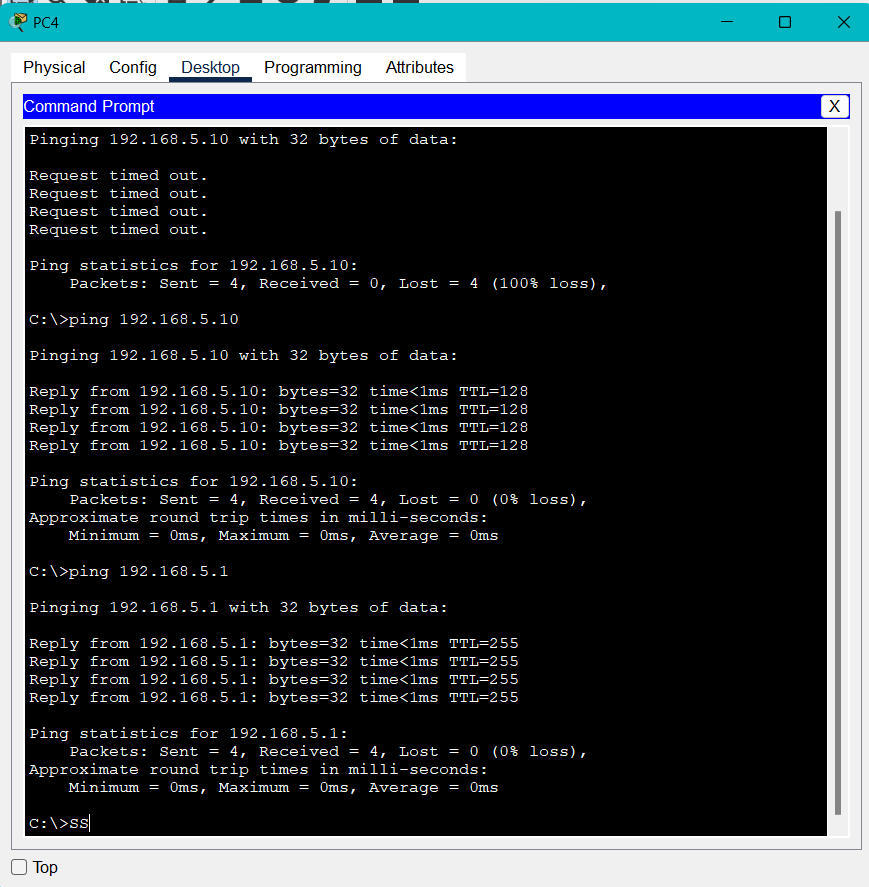 PC4
Physical Config Desktop Programming Attributes
Command Prompt X
Pinging 192.168.5.10 with 32 bytes of data:
Request timed out.
Request timed out.
Request timed out.
Request timed out.
Ping statistics for 192.168.5.10:
Packets: Sent = 4, Received = 0, Lost = 4 (100% loss),
C:\>ping 192.168.5.10
Pinging 192.168.5.10 with 32 bytes of data:
Reply from 192.168.5.10: bytes=32 time<1ms TTL=128
Reply from 192.168.5.10: bytes=32 time<1ms TTL=128
Reply from 192.168.5.10: bytes=32 time<1ms TTL=128
Reply from 192.168.5.10: bytes=32 time<1ms TTL=128
Ping statistics for 192.168.5.10:
Packets: Sent = 4, Received = 4, Lost = 0 (0% loss),
Approximate round trip times in milli-seconds:
Minimum = 0ms, Maximum = 0ms, Average = 0ms
C:\>ping 192.168.5.1
Pinging 192.168.5.1 with 32 bytes of data:
Reply from 192.168.5.1: bytes=32 time<1ms TTL=255
Reply from 192.168.5.1: bytes=32 time<1ms TTL=255
Reply from 192.168.5.1: bytes=32 time<1ms TTL=255
Reply from 192.168.5.1: bytes=32 time<1ms TTL=255
Ping statistics for 192.168.5.1:
Packets: Sent = 4, Received = 4, Lost = 0 (0% loss),
Approximate round trip times in milli-seconds:
Minimum = 0ms, Maximum = 0ms, Average = 0ms
C:\>SS
Top